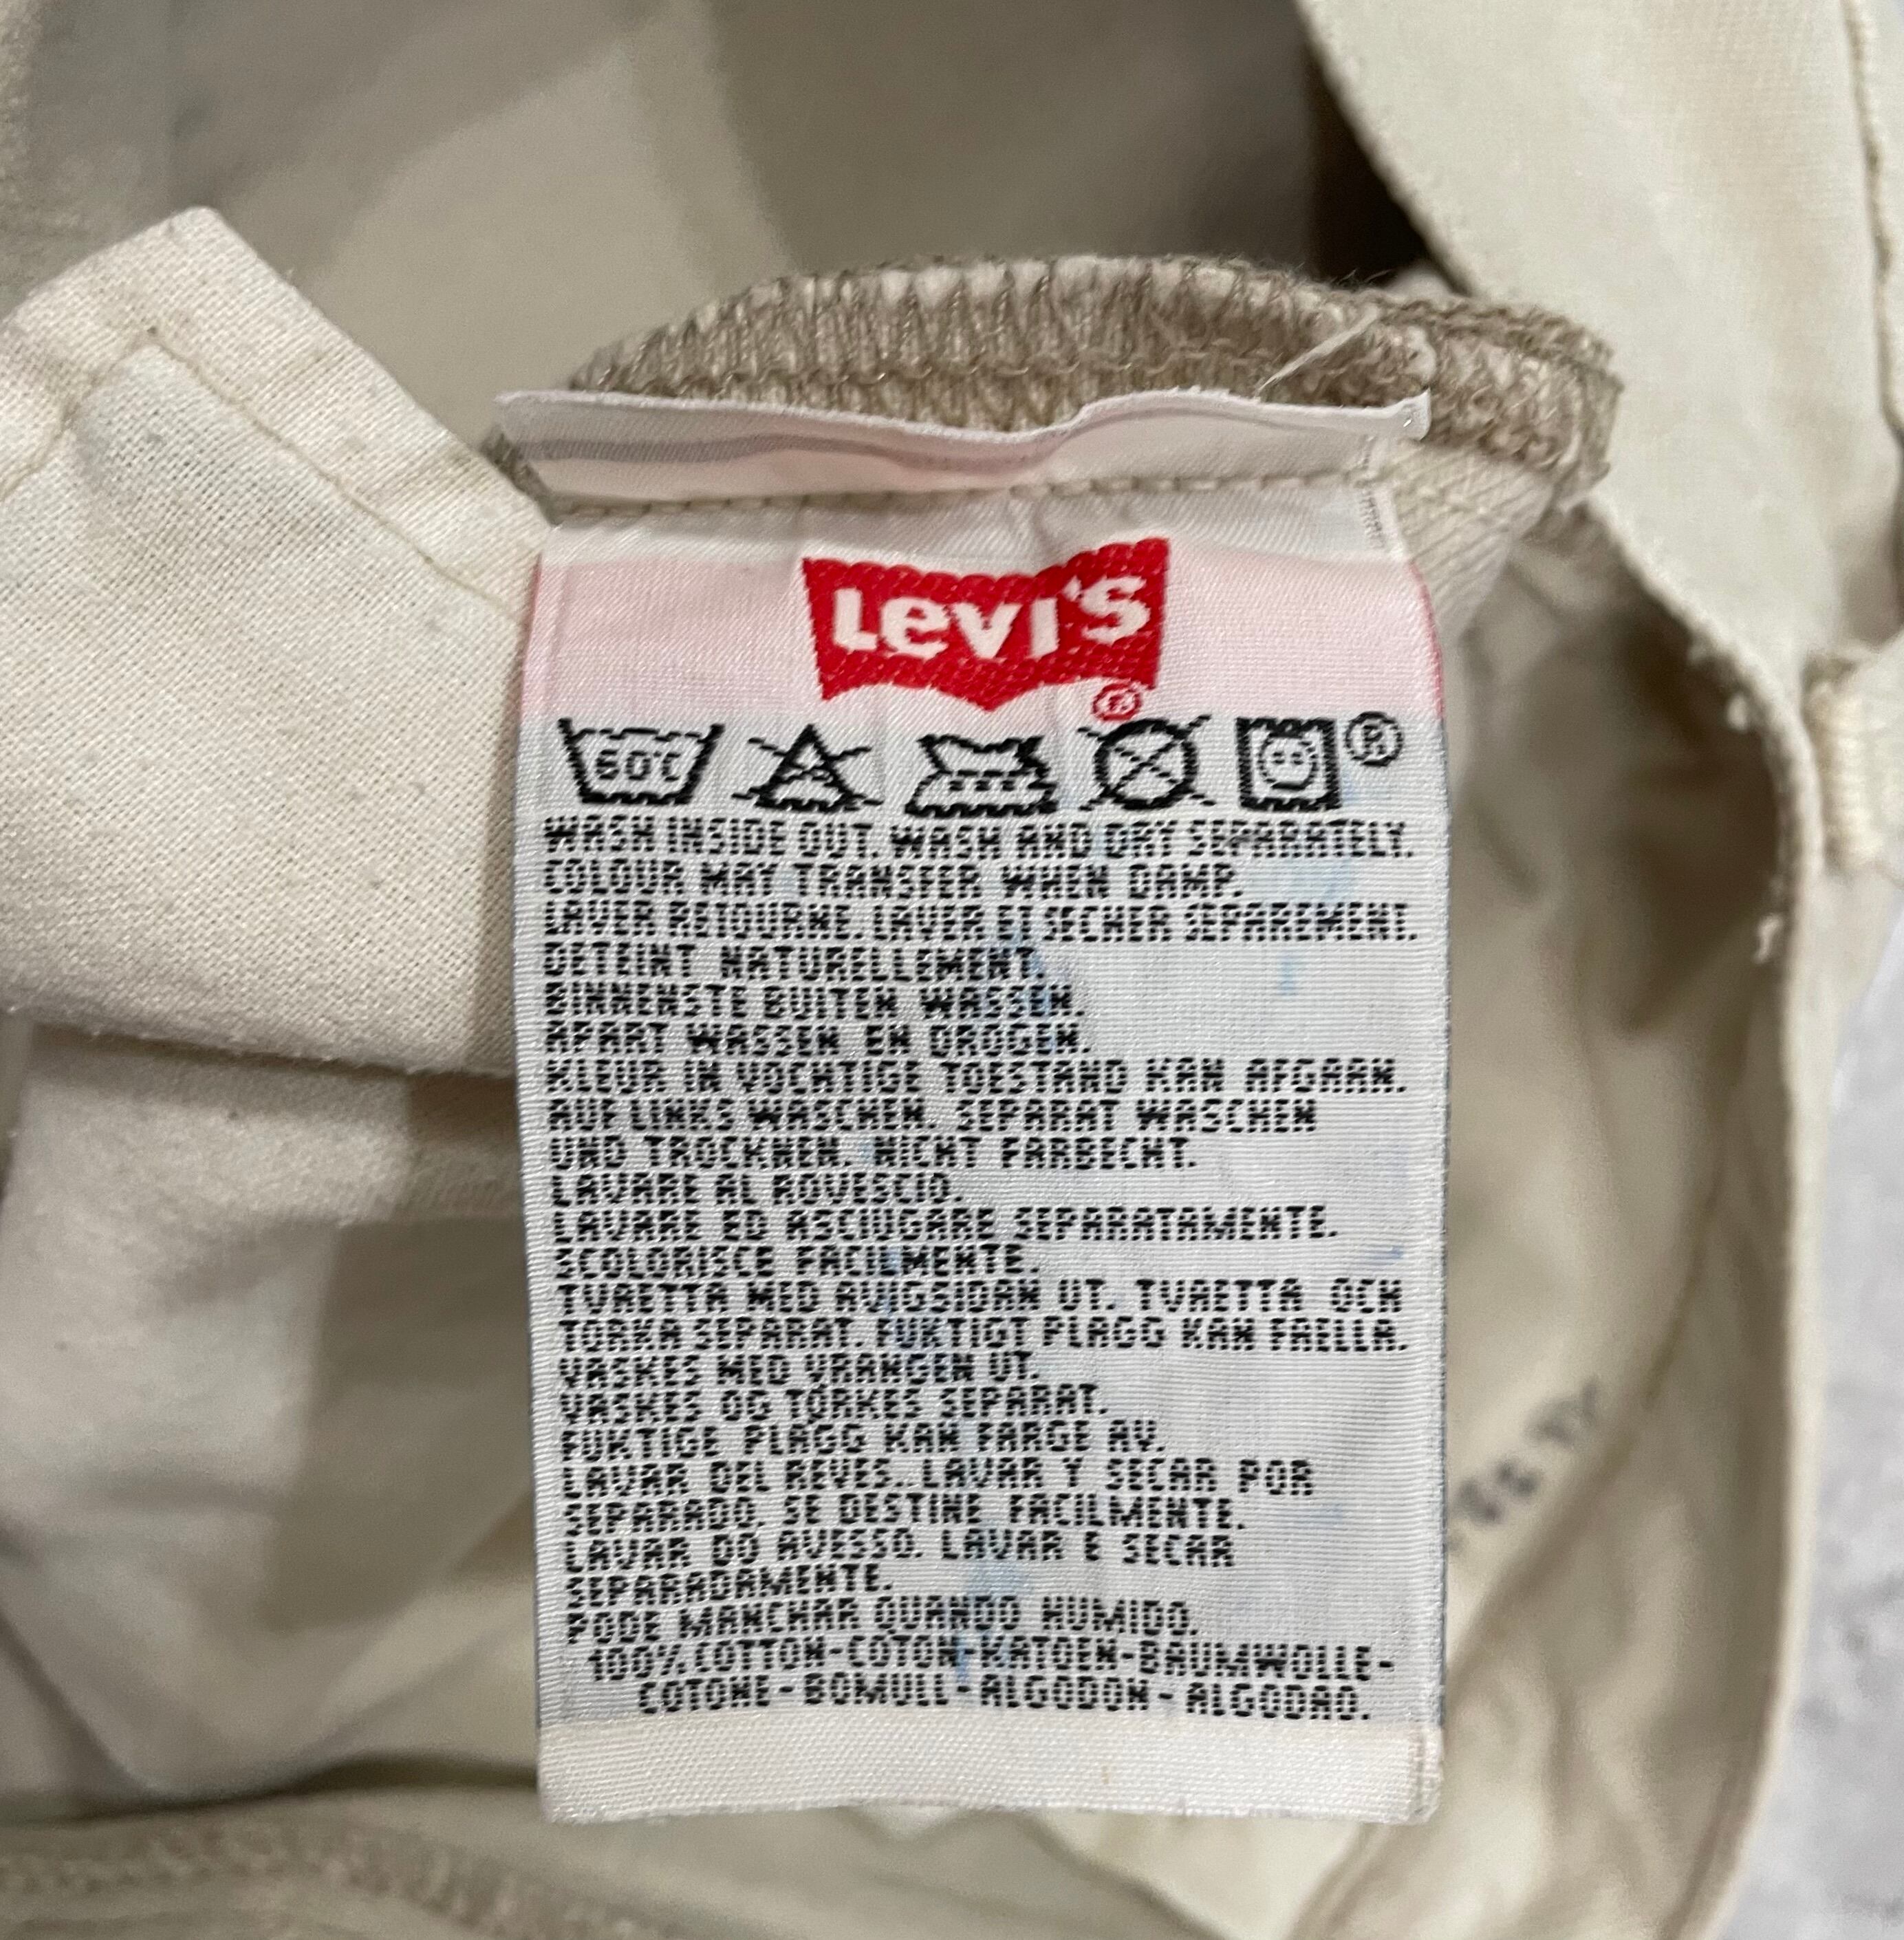 Levi's
®
60°C ®
WASH INSIDE OUT. WASH AND DRY SEPARATELY.
COLOUR MAY TRANSFER WHEN DAMP.
LAVER RETOURNE. LAVER ET SECHER SEPAREMENT.
DETEINT NATURELLEMENT.
BINNENSTE BUITEN WASSEN.
APART WASSEN EN DROGEN.
KLEUR IN VOCHTIGE TOESTAND KAN AFGAAN.
AUF LINKS WASCHEN. SEPARAT WASCHEN
UND TROCKNEN. NICHT FARBECHT.
LAVARE AL ROVESCIO.
LAVARE ED ASCIUGARE SEPARATAMENTE.
SCOLORISCE FACILMENTE.
TVAETTA MED AVIGSIDAN UT. TVAETTA OCH
TORKA SEPARAT. FUKTIGT PLAGG KAN FAELLA.
VASKES MED VRANGEN UT.
VASKES OG TØRKES SEPARAT.
FUKTIGE PLAGG KAN FARGE AV.
LAVAR DEL REVES. LAVAR Y SECAR POR
SEPARADO. SE DESTINE FACILMENTE.
LAVAR DO AVESSO. LAVAR E SECAR
SEPARADAMENTE.
PODE MANCHAR QUANDO HUMIDO.
100% COTTON-COTON-KATOEN-BAUMWOLLE-
COTONE-BOMULL-ALGODON-ALGODAO.